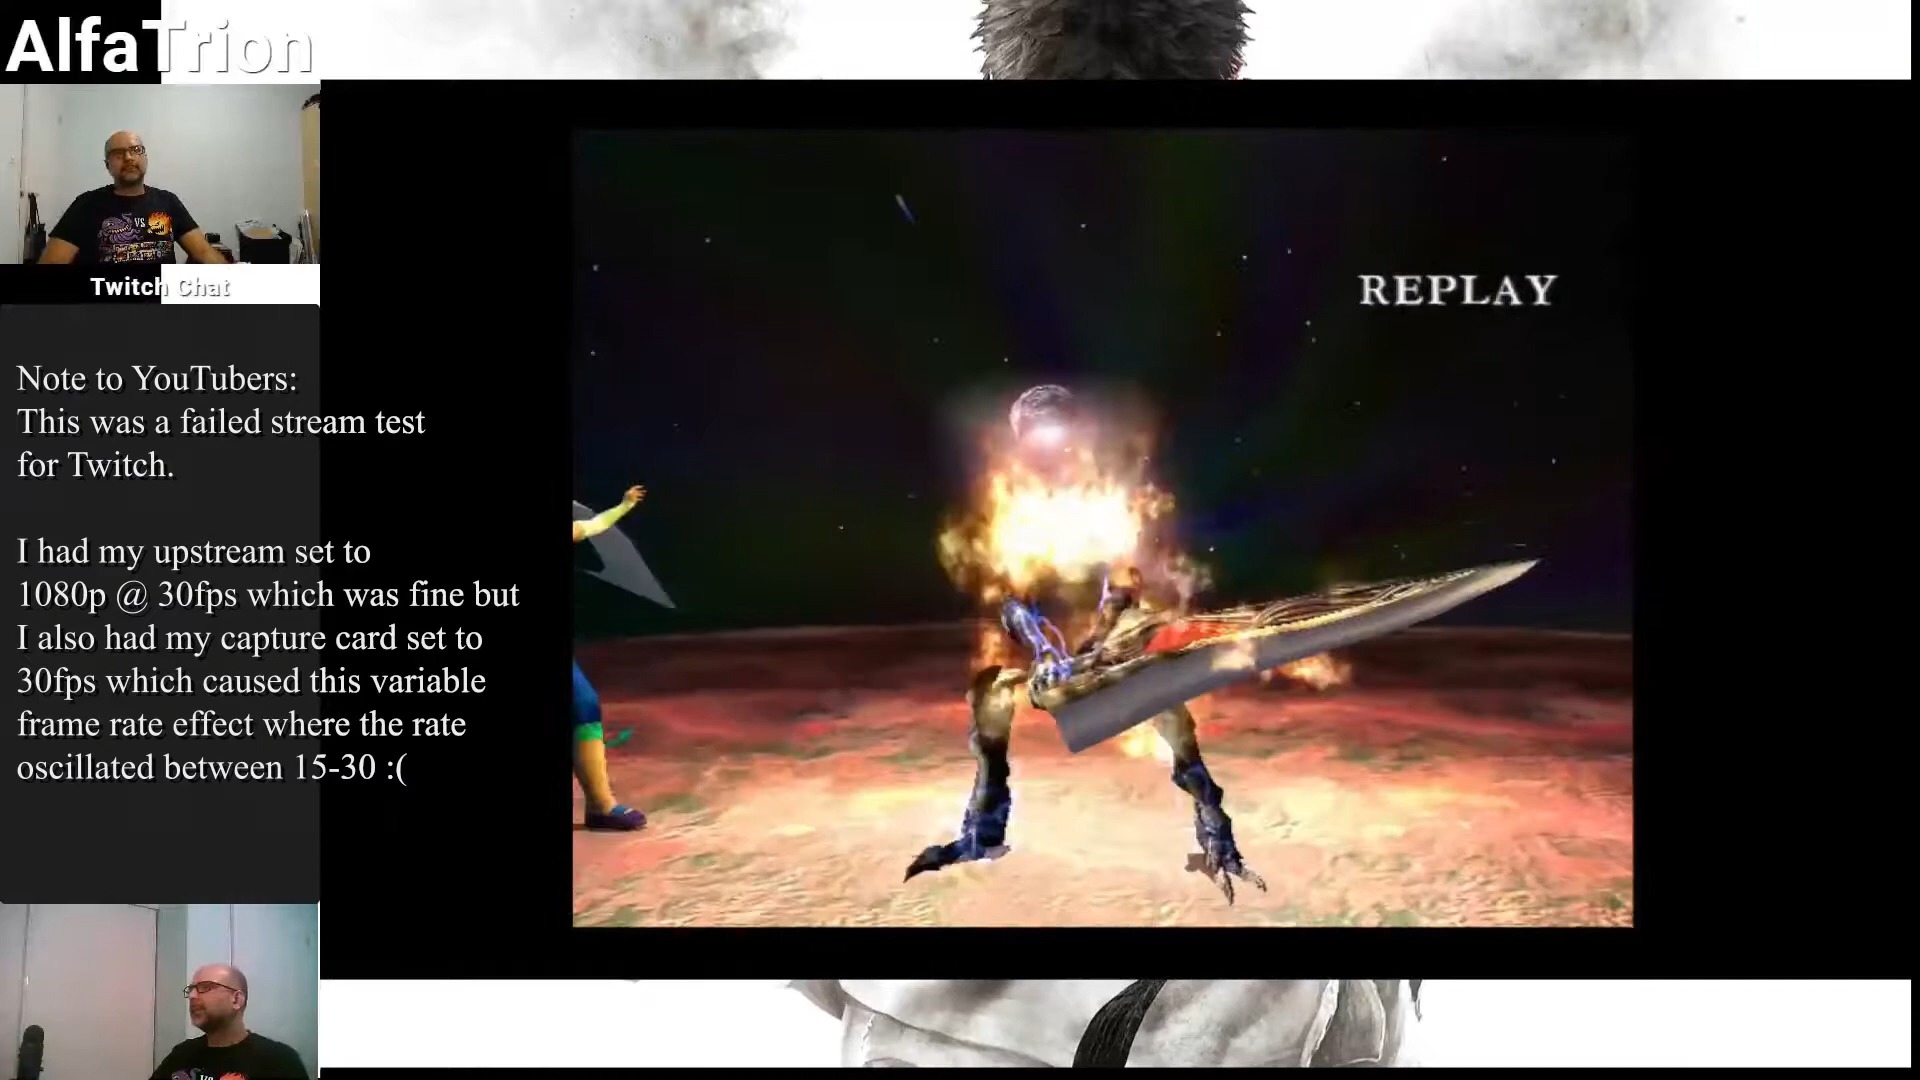 AlfaTrion
Twitch Chat
REPLAY
Note to YouTubers:
This was a failed stream test
for Twitch.
I had my upstream set to
1080p @ 30fps which was fine but
I also had my capture card set to
30fps which caused this variable
frame rate effect where the rate
oscillated between 15-30 :(
VS
VS